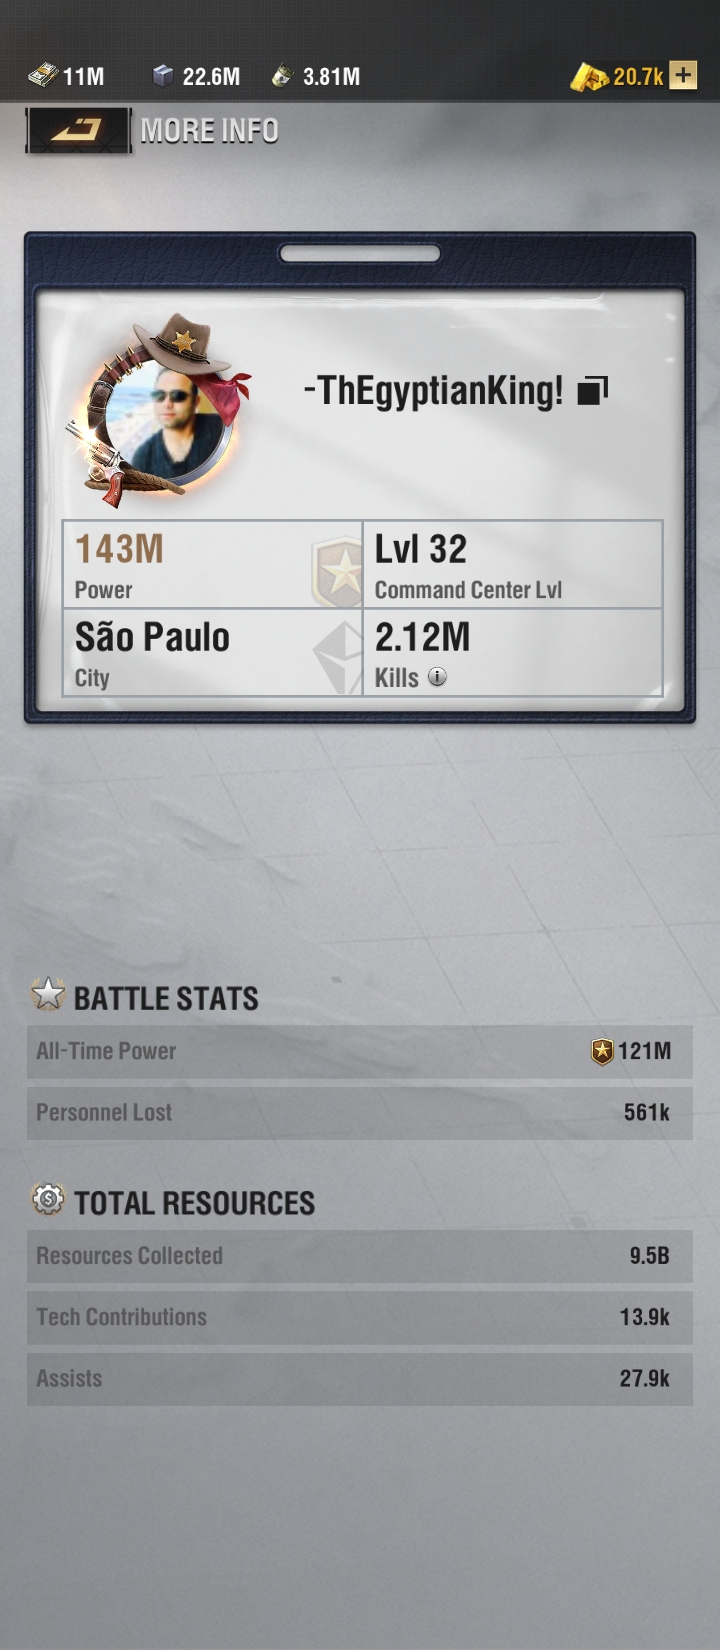 11M 22.6M 3.81M 20.7k +
MORE INFO
-ThEgyptianKing!
143M
Power
Lvl 32
Command Center Lvl
São Paulo
City
2.12M
Kills i
BATTLE STATS
All-Time Power 121M
Personnel Lost 561k
TOTAL RESOURCES
Resources Collected 9.5B
Tech Contributions 13.9k
Assists 27.9k